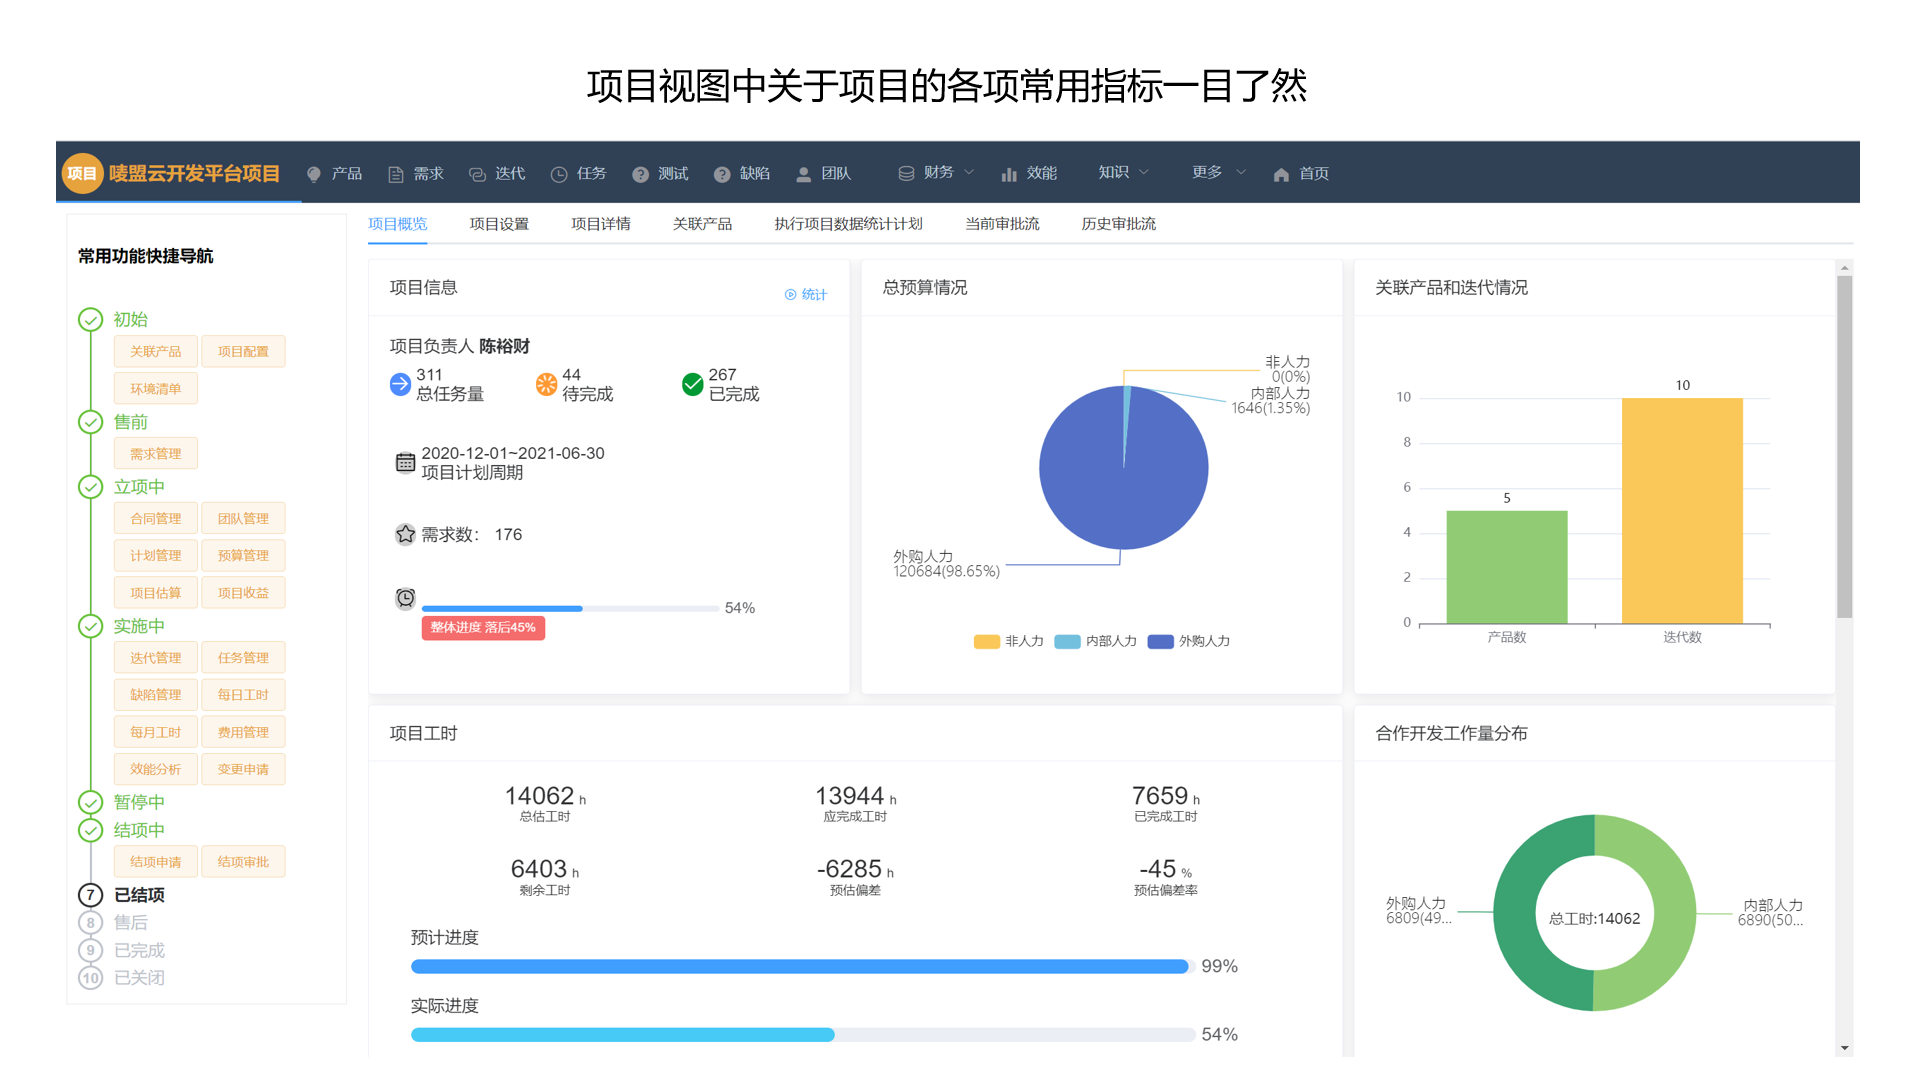 项目视图中关于项目的各项常用指标一目了然
项目 唛盟云开发平台项目 产品 需求 迭代 任务 测试 缺陷 团队 财务 效能 知识 更多 首页
常用功能快捷导航
初始
关联产品 项目配置
环境清单
售前
需求管理
立项中
合同管理 团队管理
计划管理 预算管理
项目估算 项目收益
实施中
迭代管理 任务管理
缺陷管理 每日工时
每月工时 费用管理
效能分析 变更申请
暂停中
结项中
结项申请 结项审批
7 已结项
8 售后
9 已完成
10 已关闭
项目概览 项目设置 项目详情 关联产品 执行项目数据统计计划 当前审批流 历史审批流
项目信息 统计
项目负责人 陈裕财
311 44 267
总任务量 待完成 已完成
2020-12-01~2021-06-30
项目计划周期
需求数： 176
54%
整体进度 落后45%
总预算情况
非人力
0(0%)
内部人力
1646(1.35%)
外购人力
120684(98.65%)
非人力 内部人力 外购人力
关联产品和迭代情况
10
10
8
6
5
4
2
0
产品数 迭代数
项目工时
14062 h 13944 h 7659 h
总估工时 应完成工时 已完成工时
6403 h -6285 h -45 %
剩余工时 预估偏差 预估偏差率
预计进度
99%
实际进度
54%
合作开发工作量分布
外购人力
6809(49...
总工时:14062
内部人力
6890(50...